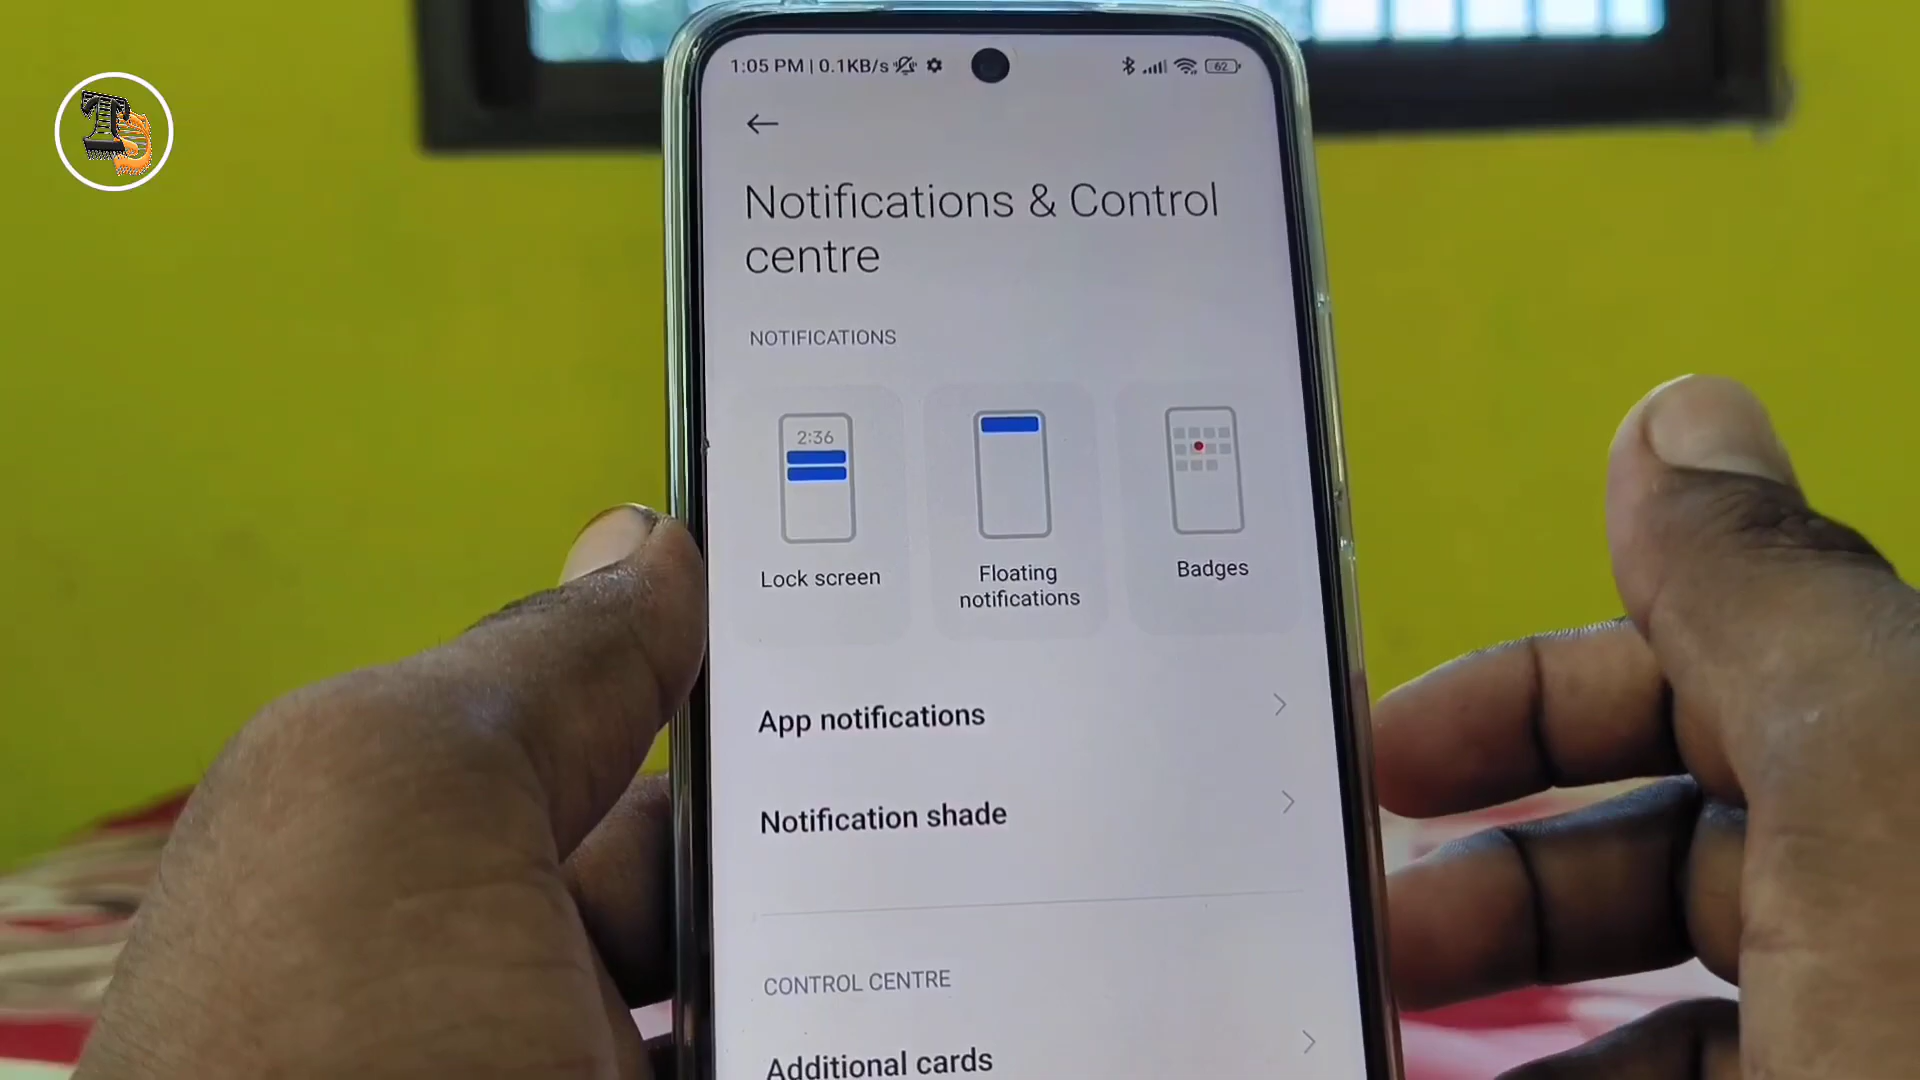 1:05 PM | 0.1KB/s
62
Notifications & Control
centre
NOTIFICATIONS
2:36
Lock screen
Floating
notifications
Badges
App notifications
Notification shade
CONTROL CENTRE
Additional cards